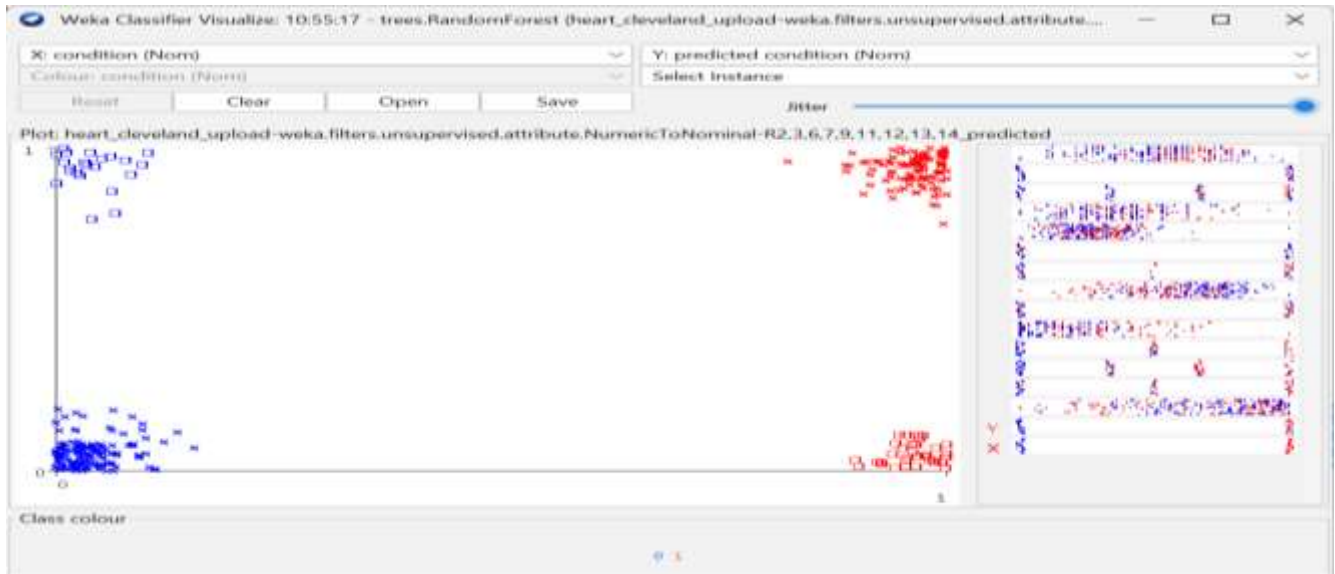 Weka Classifier Visualize: 10:55:17 - trees.RandomForest (heart_cleveland_upload-weka.filters.unsupervised.attribute....
X: condition (Nom)
Y: predicted condition (Nom)
Colour: condition (Nom)
Select Instance
Reset
Clear
Open
Save
Jitter
Plot: heart_cleveland_upload-weka.filters.unsupervised.attribute.NumericToNominal-R2,3,6,7,9,11,12,13,14_predicted
1
0
0
1
Y
X
Class colour
0 1